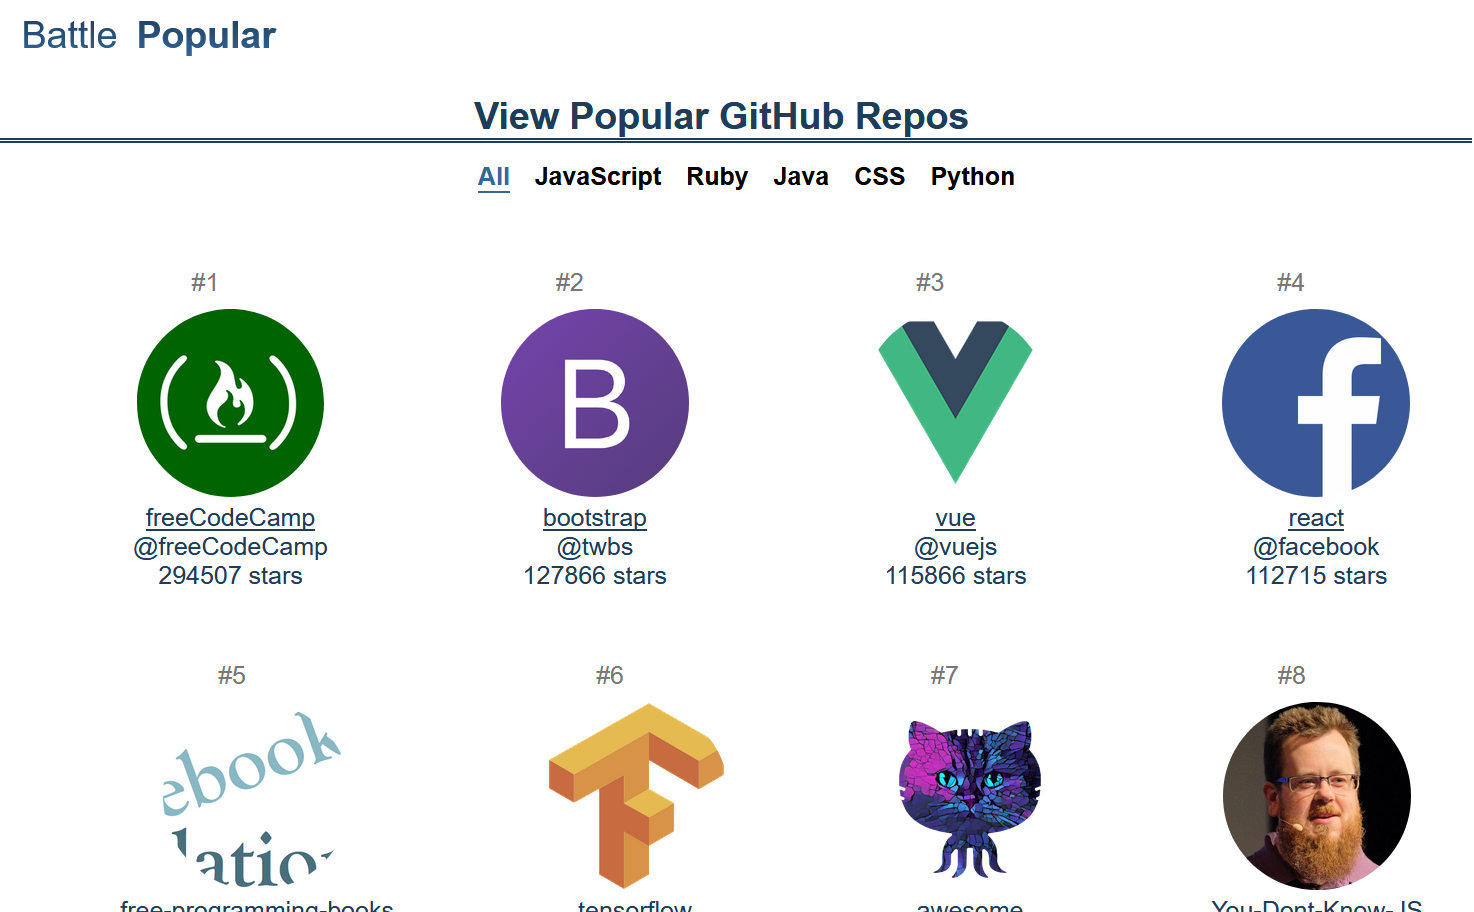 Battle Popular
View Popular GitHub Repos
All JavaScript Ruby Java CSS Python
#1 #2 #3 #4
B f
freeCodeCamp bootstrap vue react
@freeCodeCamp @twbs @vuejs @facebook
294507 stars 127866 stars 115866 stars 112715 stars
#5 #6 #7 #8
ebook
lation
free-programming-books tensorflow awesome You-Dont-Know-JS